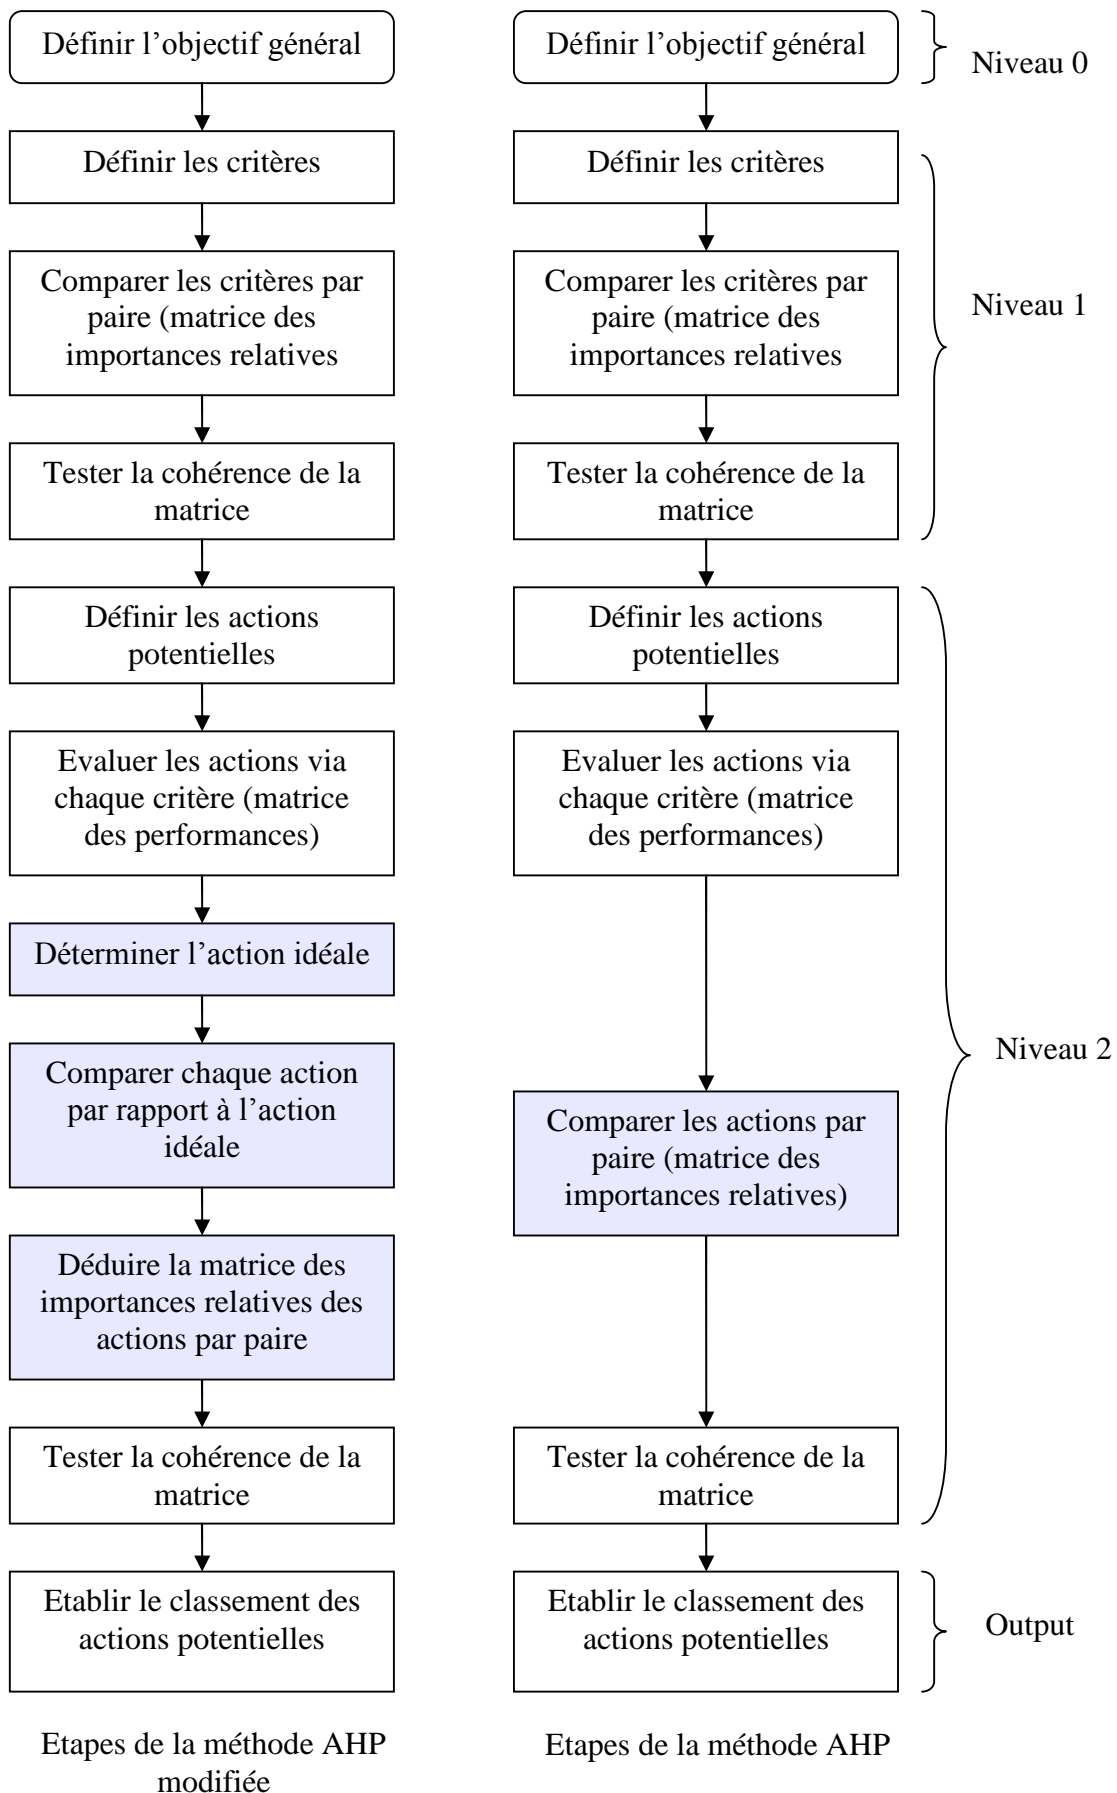 Définir l’objectif général
Définir les critères
Comparer les critères par
paire (matrice des
importances relatives
Tester la cohérence de la
matrice
Définir les actions
potentielles
Evaluer les actions via
chaque critère (matrice
des performances)
Déterminer l’action idéale
Comparer chaque action
par rapport à l’action
idéale
Déduire la matrice des
importances relatives des
actions par paire
Tester la cohérence de la
matrice
Etablir le classement des
actions potentielles
Etapes de la méthode AHP
modifiée
Définir l’objectif général
Définir les critères
Comparer les critères par
paire (matrice des
importances relatives
Tester la cohérence de la
matrice
Définir les actions
potentielles
Evaluer les actions via
chaque critère (matrice
des performances)
Comparer les actions par
paire (matrice des
importances relatives)
Tester la cohérence de la
matrice
Etablir le classement des
actions potentielles
Etapes de la méthode AHP
Niveau 0
Niveau 1
Niveau 2
Output